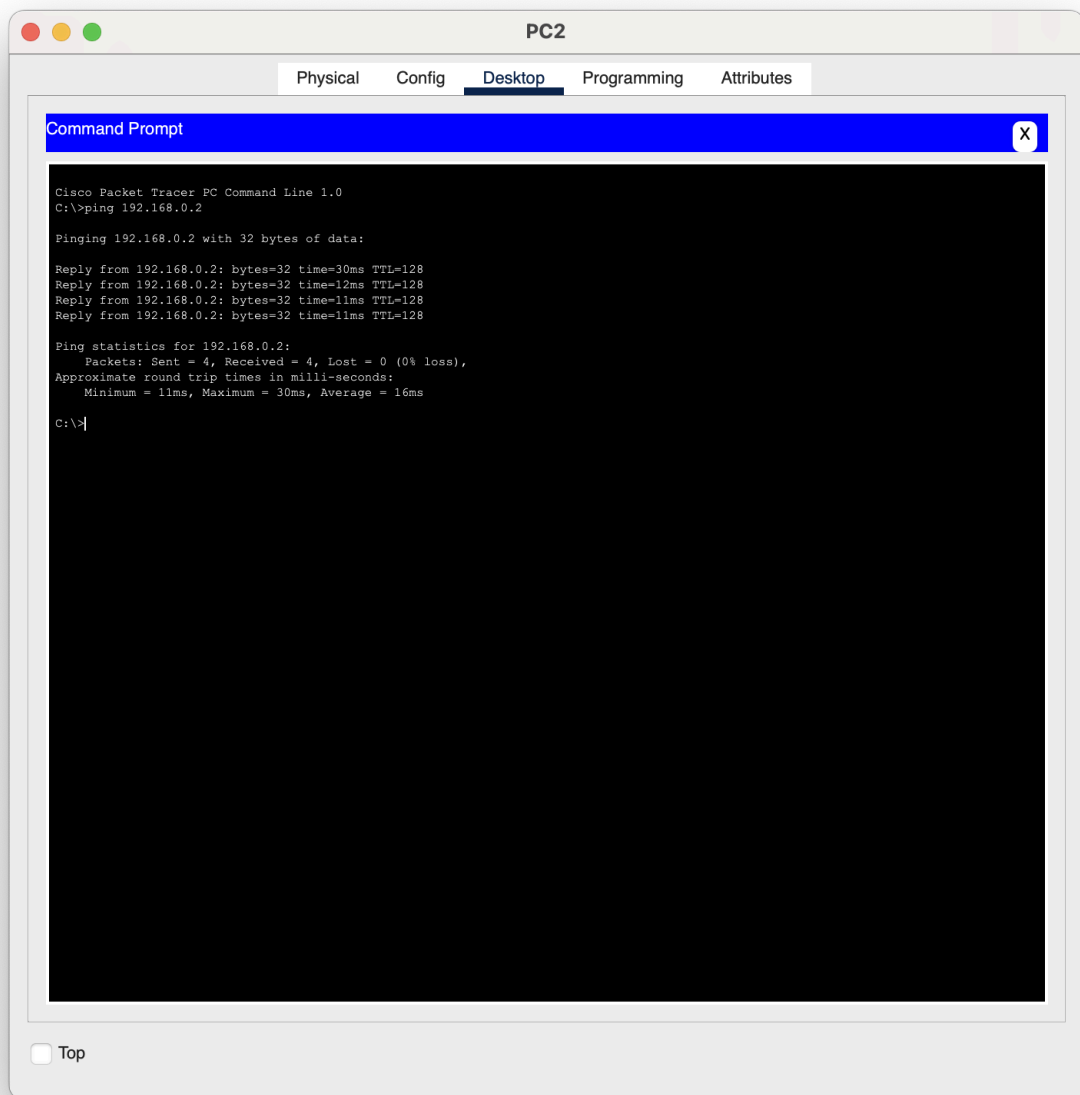 PC2
Physical Config Desktop Programming Attributes
Command Prompt
X
Cisco Packet Tracer PC Command Line 1.0
C:\>ping 192.168.0.2
Pinging 192.168.0.2 with 32 bytes of data:
Reply from 192.168.0.2: bytes=32 time=30ms TTL=128
Reply from 192.168.0.2: bytes=32 time=12ms TTL=128
Reply from 192.168.0.2: bytes=32 time=11ms TTL=128
Reply from 192.168.0.2: bytes=32 time=11ms TTL=128
Ping statistics for 192.168.0.2:
Packets: Sent = 4, Received = 4, Lost = 0 (0% loss),
Approximate round trip times in milli-seconds:
Minimum = 11ms, Maximum = 30ms, Average = 16ms
C:\>
Top